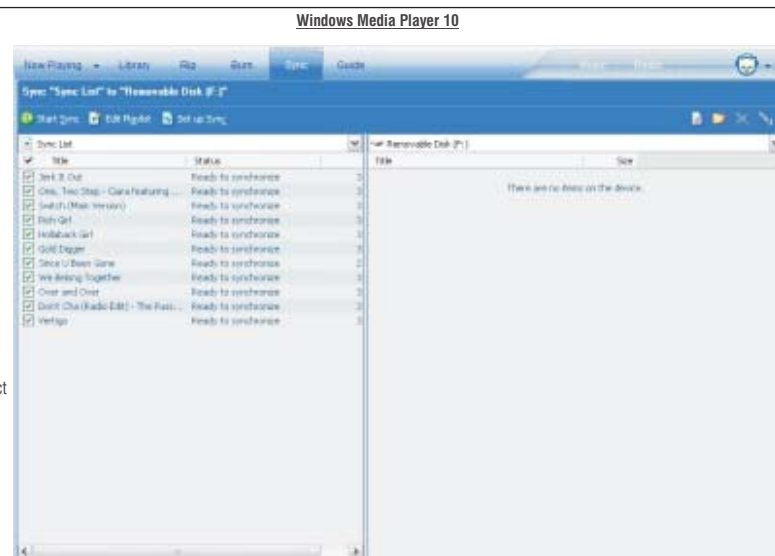 Windows Media Player 10
Now Playing Library Rip Burn Sync Guide
Sync "Sync List" to "Removable Disk (F:)"
Start Sync Edit Playlist Set up Sync
Sync List
Removable Disk (F:)
Title Status
Title Size
There are no items on the device.
Jerk It Out Ready to synchronize
One, Two Step - Ciara featuring ... Ready to synchronize
Switch (Main Version) Ready to synchronize
Rich Girl Ready to synchronize
Hollaback Girl Ready to synchronize
Gold Digger Ready to synchronize
Since U Been Gone Ready to synchronize
We Belong Together Ready to synchronize
Over and Over Ready to synchronize
Don't Cha (Radio Edit) - The Puss... Ready to synchronize
Vertigo Ready to synchronize
ct